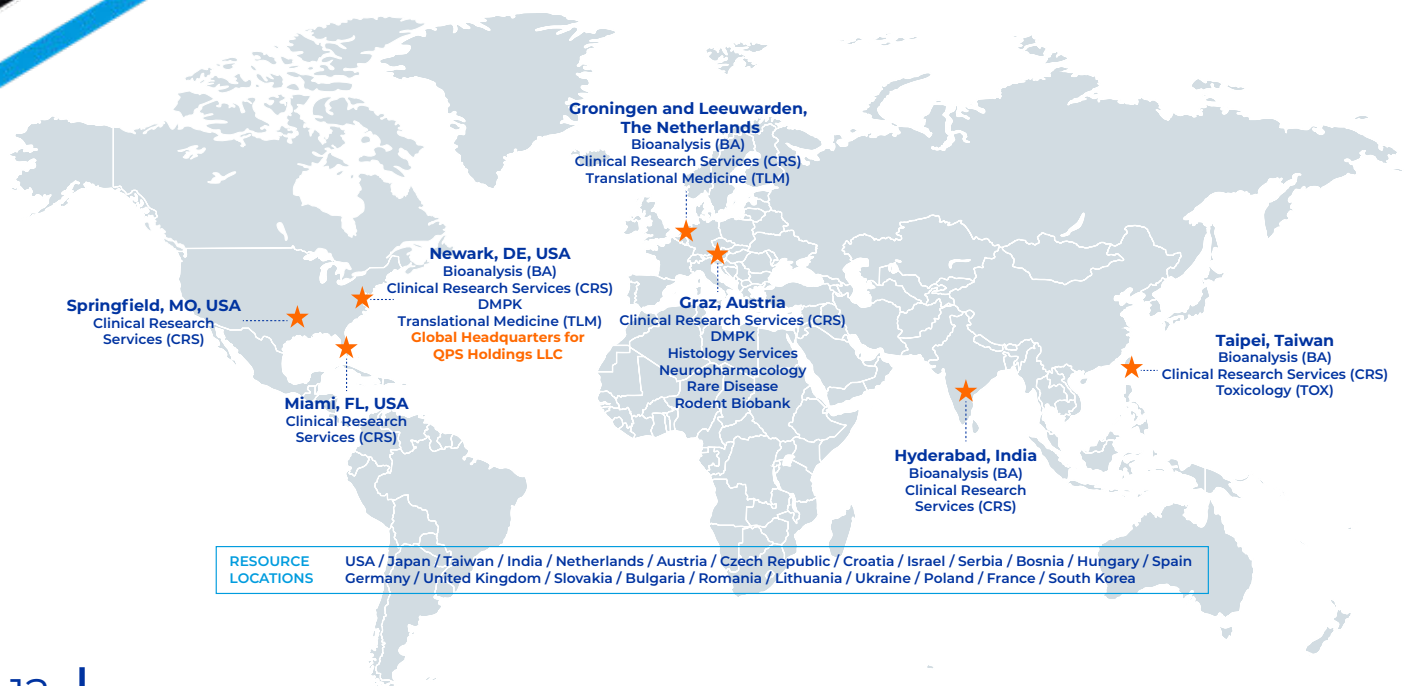 Groningen and Leeuwarden,
The Netherlands
Bioanalysis (BA)
Clinical Research Services (CRS)
Translational Medicine (TLM)
Newark, DE, USA
Bioanalysis (BA)
Clinical Research Services (CRS)
DMPK
Translational Medicine (TLM)
Global Headquarters for
QPS Holdings LLC
Springfield, MO, USA
Clinical Research
Services (CRS)
Miami, FL, USA
Clinical Research
Services (CRS)
Graz, Austria
Clinical Research Services (CRS)
DMPK
Histology Services
Neuropharmacology
Rare Disease
Rodent Biobank
Taipei, Taiwan
Bioanalysis (BA)
Clinical Research Services (CRS)
Toxicology (TOX)
Hyderabad, India
Bioanalysis (BA)
Clinical Research
Services (CRS)
RESOURCE LOCATIONS
USA / Japan / Taiwan / India / Netherlands / Austria / Czech Republic / Croatia / Israel / Serbia / Bosnia / Hungary / Spain
Germany / United Kingdom / Slovakia / Bulgaria / Romania / Lithuania / Ukraine / Poland / France / South Korea